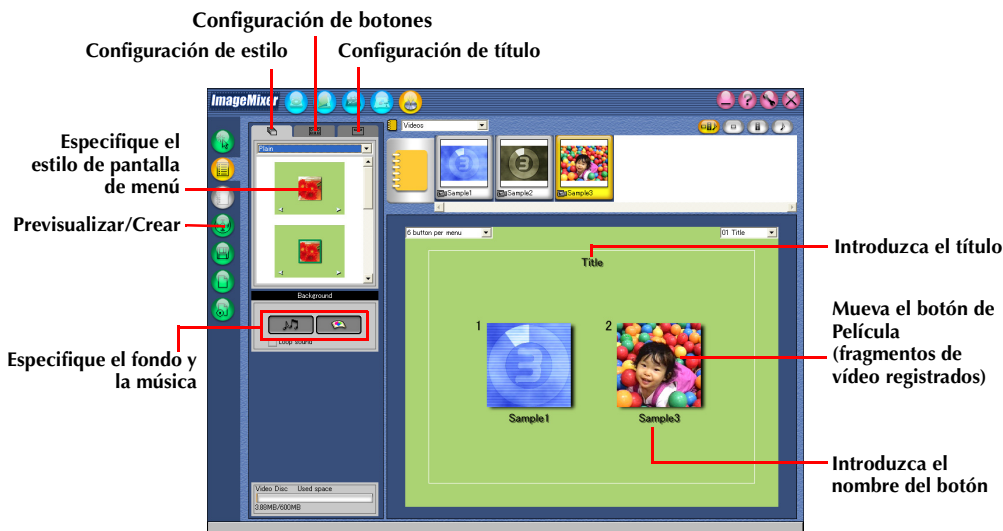 Configuración de botones
Configuración de estilo
Configuración de título
ImageMixer
Especifique el
estilo de pantalla
de menú
Previsualizar/Crear
Especifique el fondo y
la música
Plain
Background
Loop sound
Video Disc Used space
3.89MB/600MB
Videos
Sample1
Sample2
Sample3
6 button per menu
01 Title
Title
1
2
3
Sample1
Sample3
Introduzca el título
Mueva el botón de
Película
(fragmentos de
vídeo registrados)
Introduzca el
nombre del botón